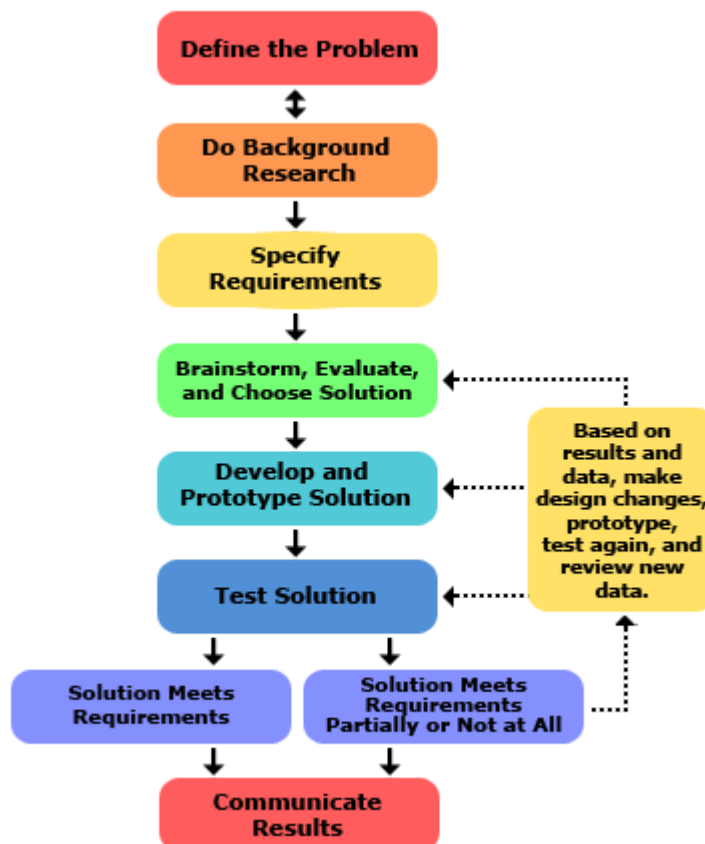 Define the Problem
Do Background
Research
Specify
Requirements
Brainstorm, Evaluate,
and Choose Solution
Develop and
Prototype Solution
Test Solution
Based on
results and
data, make
design changes,
prototype,
test again, and
review new
data.
Solution Meets
Requirements
Solution Meets
Requirements
Partially or Not at All
Communicate
Results